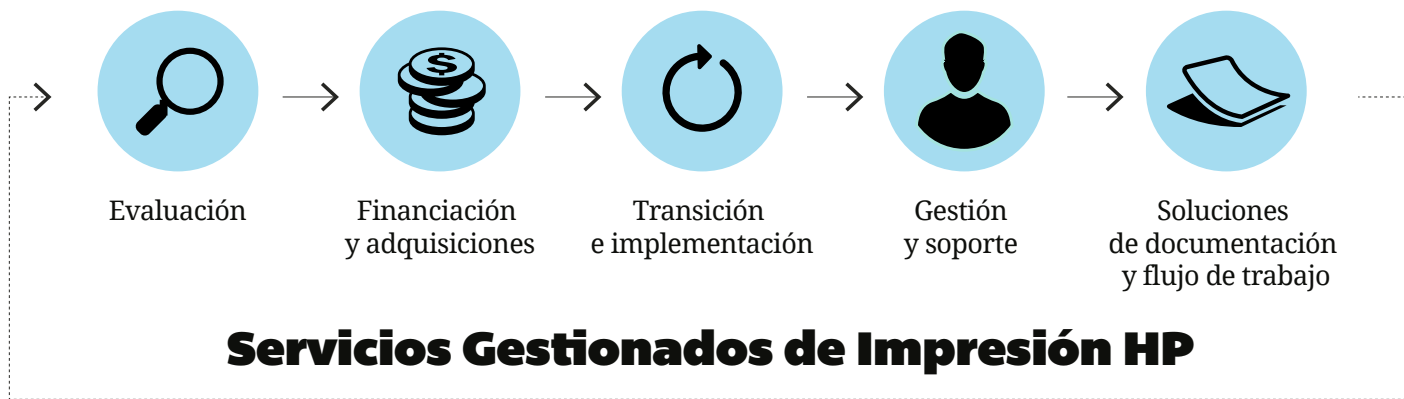 $
Evaluación
Financiación
y adquisiciones
Transición
e implementación
Gestión
y soporte
Soluciones
de documentación
y flujo de trabajo
Servicios Gestionados de Impresión HP